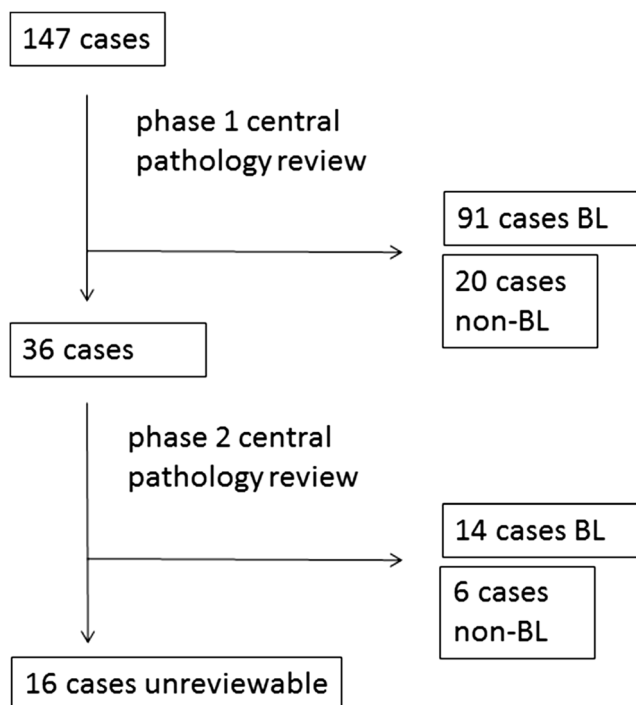 147 cases
phase 1 central
pathology review
91 cases BL
20 cases
non-BL
36 cases
phase 2 central
pathology review
14 cases BL
6 cases
non-BL
16 cases unreviewable